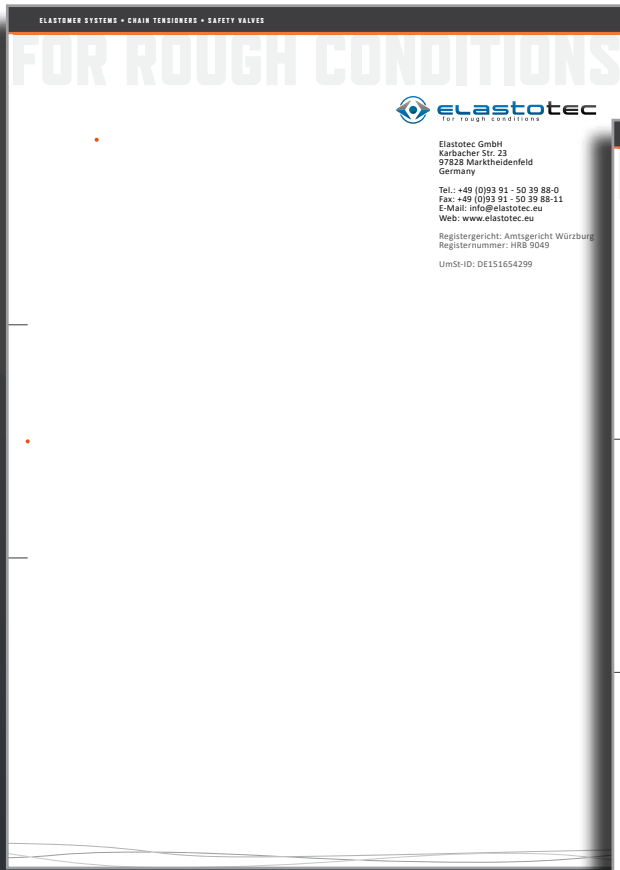 ELASTOMER SYSTEMS • CHAIN TENSIONERS • SAFETY VALVES
FOR ROUGH CONDITIONS
elastotec
for rough conditions
Elastotec GmbH
Karbacher Str. 23
97828 Marktheidenfeld
Germany
Tel.: +49 (0)93 91 - 50 39 88-0
Fax: +49 (0)93 91 - 50 39 88-11
E-Mail: info@elastotec.eu
Web: www.elastotec.eu
Registergericht: Amtsgericht Würzburg
Registernummer: HRB 9049
UmSt-ID: DE151654299